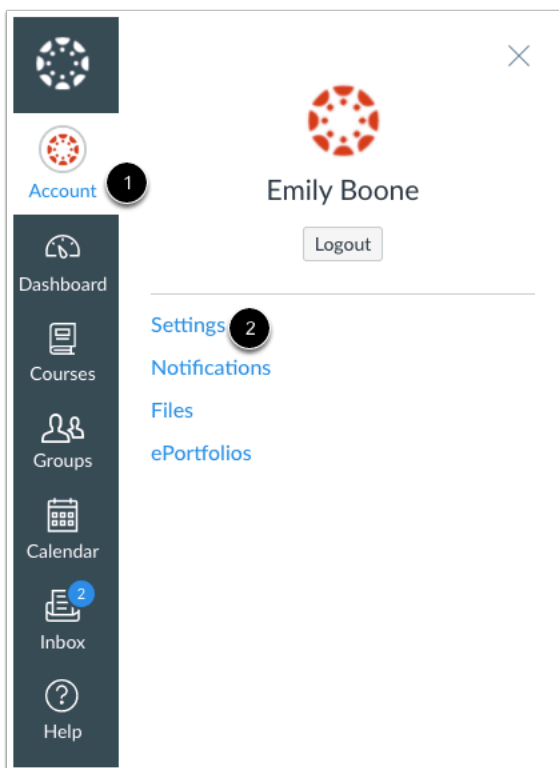 Account
1
Dashboard
Courses
Groups
Calendar
2
Inbox
Help
Emily Boone
Logout
Settings
2
Notifications
Files
ePortfolios